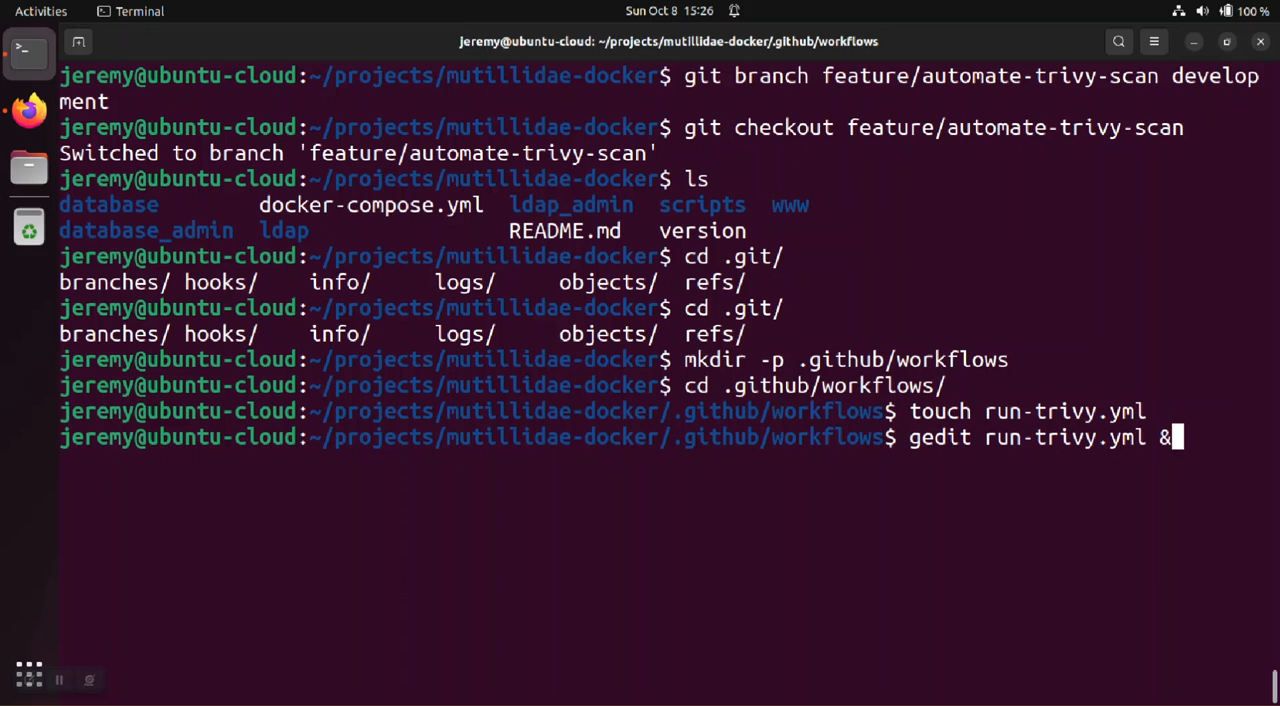 Activities Terminal Sun Oct 8 15:26 100 %
jeremy@ubuntu-cloud: ~/projects/mutillidae-docker/.github/workflows
jeremy@ubuntu-cloud:~/projects/mutillidae-docker$ git branch feature/automate-trivy-scan develop
ment
jeremy@ubuntu-cloud:~/projects/mutillidae-docker$ git checkout feature/automate-trivy-scan
Switched to branch 'feature/automate-trivy-scan'
jeremy@ubuntu-cloud:~/projects/mutillidae-docker$ ls
database docker-compose.yml ldap_admin scripts www
database_admin ldap README.md version
jeremy@ubuntu-cloud:~/projects/mutillidae-docker$ cd .git/
branches/ hooks/ info/ logs/ objects/ refs/
jeremy@ubuntu-cloud:~/projects/mutillidae-docker$ cd .git/
branches/ hooks/ info/ logs/ objects/ refs/
jeremy@ubuntu-cloud:~/projects/mutillidae-docker$ mkdir -p .github/workflows
jeremy@ubuntu-cloud:~/projects/mutillidae-docker$ cd .github/workflows/
jeremy@ubuntu-cloud:~/projects/mutillidae-docker/.github/workflows$ touch run-trivy.yml
jeremy@ubuntu-cloud:~/projects/mutillidae-docker/.github/workflows$ gedit run-trivy.yml &